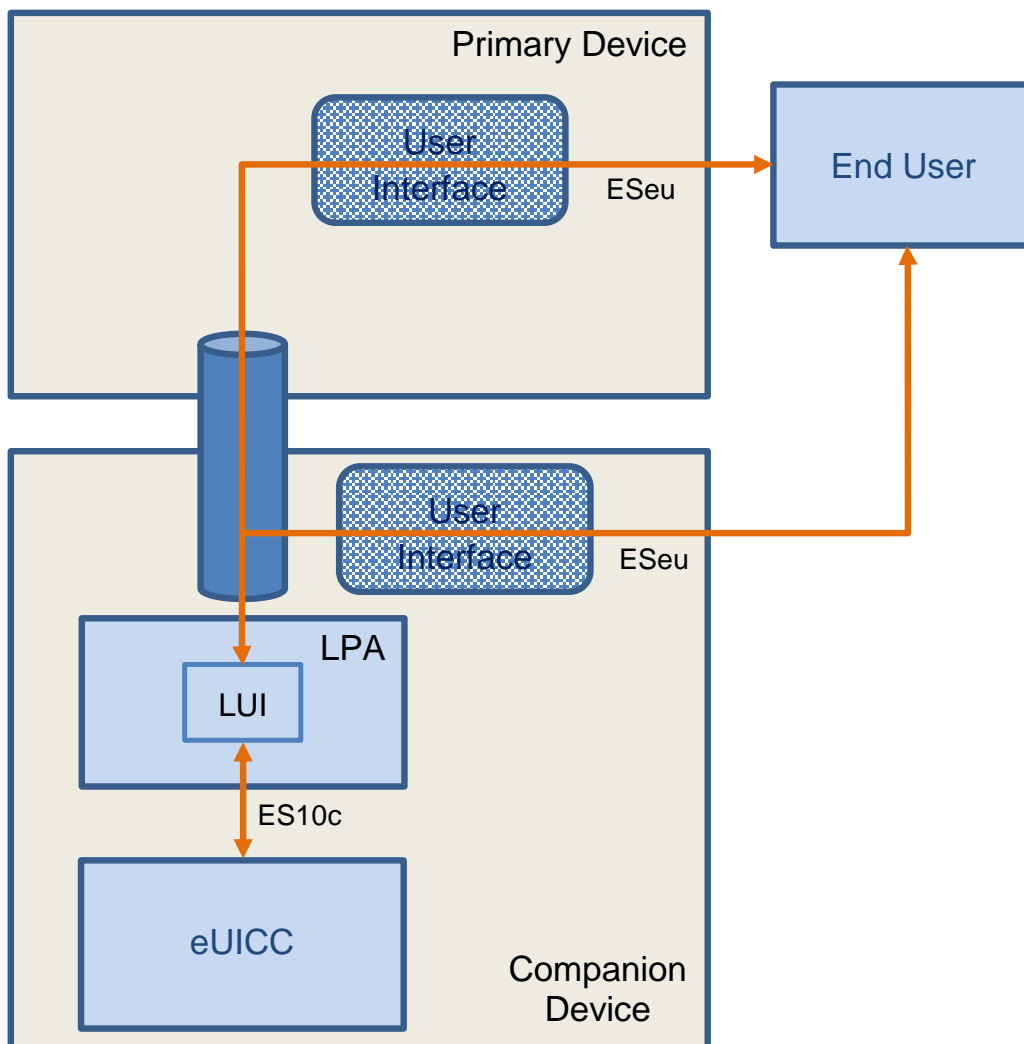 Primary Device
User
Interface
ESeu
End User
User
Interface
ESeu
LPA
LUI
ES10c
eUICC
Companion
Device